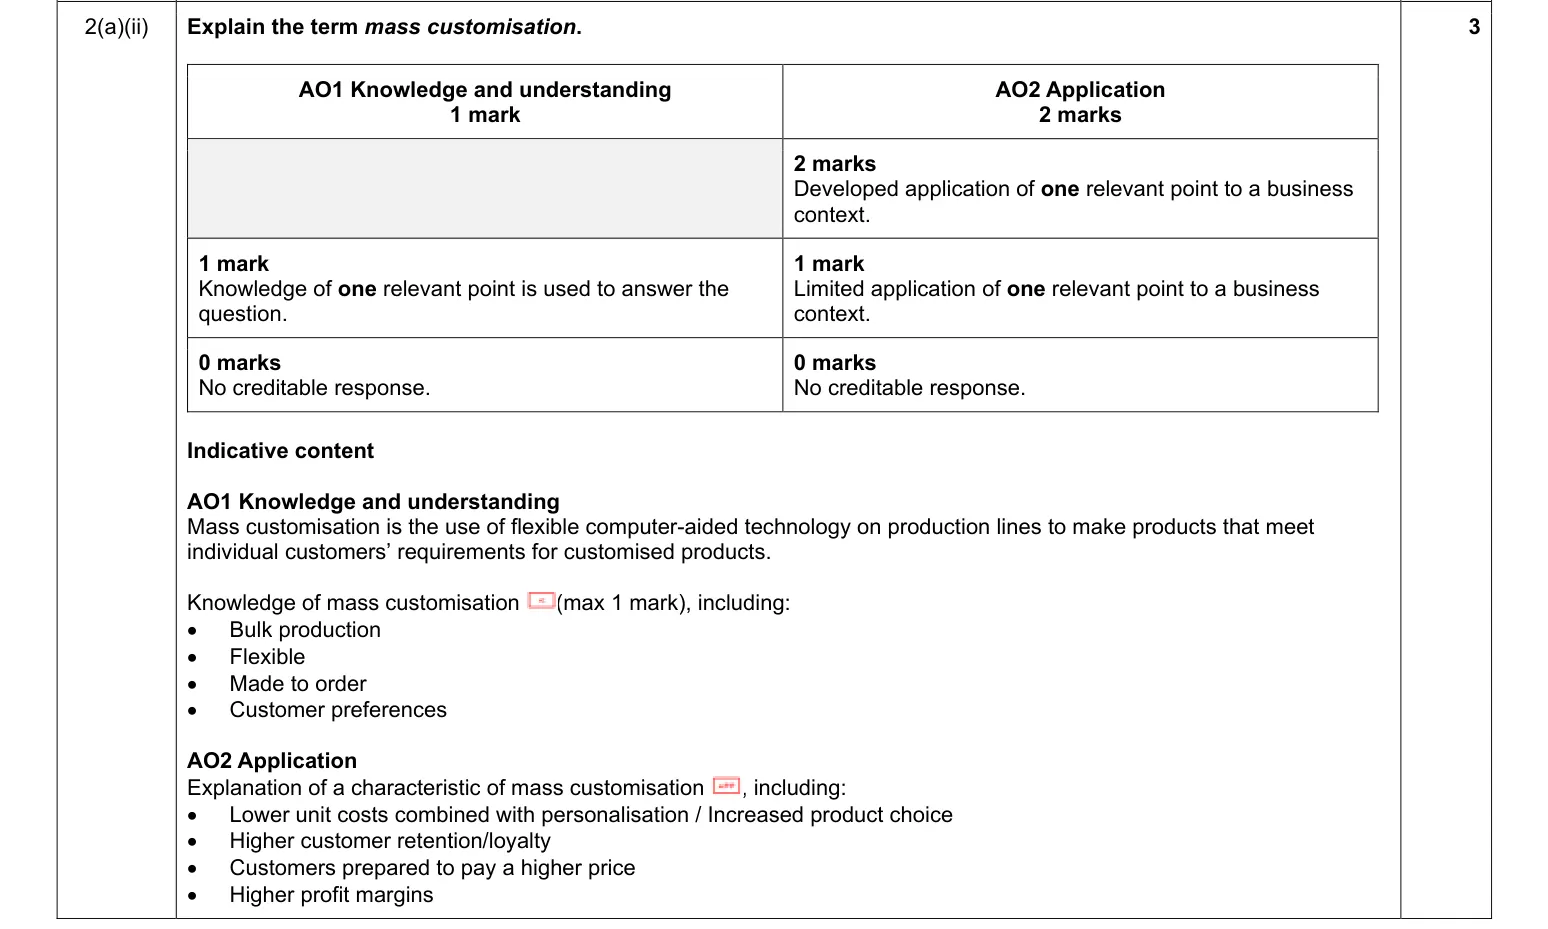 2(a)(ii)
Explain the term mass customisation.
3
AO1 Knowledge and understanding
1 mark
AO2 Application
2 marks
2 marks
Developed application of one relevant point to a business
context.
1 mark
Knowledge of one relevant point is used to answer the
question.
1 mark
Limited application of one relevant point to a business
context.
0 marks
No creditable response.
0 marks
No creditable response.
Indicative content
AO1 Knowledge and understanding
Mass customisation is the use of flexible computer-aided technology on production lines to make products that meet
individual customers’ requirements for customised products.
Knowledge of mass customisation (max 1 mark), including:
• Bulk production
• Flexible
• Made to order
• Customer preferences
AO2 Application
Explanation of a characteristic of mass customisation , including:
• Lower unit costs combined with personalisation / Increased product choice
• Higher customer retention/loyalty
• Customers prepared to pay a higher price
• Higher profit margins